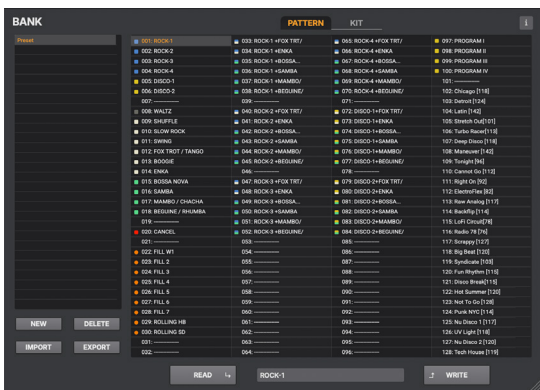 BANK
PATTERN
KIT
i
Preset
001: ROCK-1
002: ROCK-2
003: ROCK-3
004: ROCK-4
005: DISCO-1
006: DISCO-2
007: ----------
008: WALTZ
009: SHUFFLE
010: SLOW ROCK
011: SWING
012: FOX TROT / TANGO
013: BOOGIE
014: ENKA
015: BOSSA NOVA
016: SAMBA
017: MAMBO / CHACHA
018: BEGUINE / RHUMBA
019: ----------
020: CANCEL
021: ----------
022: FILL W1
023: FILL 2
024: FILL 3
025: FILL 4
026: FILL 5
027: FILL 6
028: FILL 7
029: ROLLING HB
030: ROLLING SD
031: ----------
032: ----------
033: ROCK-1 +FOX TRT/
034: ROCK-1 +ENKA
035: ROCK-1 +BOSSA...
036: ROCK-1 +SAMBA
037: ROCK-1 +MAMBO/
038: ROCK-1 +BEGUINE/
039: ----------
040: ROCK-2 +FOX TRT/
041: ROCK-2 +ENKA
042: ROCK-2 +BOSSA...
043: ROCK-2 +SAMBA
044: ROCK-2 +MAMBO/
045: ROCK-2 +BEGUINE/
046: ----------
047: ROCK-3 +FOX TRT/
048: ROCK-3 +ENKA
049: ROCK-3 +BOSSA...
050: ROCK-3 +SAMBA
051: ROCK-3 +MAMBO/
052: ROCK-3 +BEGUINE/
053: ----------
054: ----------
055: ----------
056: ----------
057: ----------
058: ----------
059: ----------
060: ----------
061: ----------
062: ----------
063: ----------
064: ----------
065: ROCK-4 +FOX TRT/
066: ROCK-4 +ENKA
067: ROCK-4 +BOSSA...
068: ROCK-4 +SAMBA
069: ROCK-4 +MAMBO/
070: ROCK-4 +BEGUINE/
071: ----------
072: DISCO-1+FOX TRT/
073: DISCO-1+ENKA
074: DISCO-1+BOSSA...
075: DISCO-1+SAMBA
076: DISCO-1+MAMBO/
077: DISCO-1+BEGUINE/
078: ----------
079: DISCO-2+FOX TRT/
080: DISCO-2+ENKA
081: DISCO-2+BOSSA...
082: DISCO-2+SAMBA
083: DISCO-2+MAMBO/
084: DISCO-2+BEGUINE/
085: ----------
086: ----------
087: ----------
088: ----------
089: ----------
090: ----------
091: ----------
092: ----------
093: ----------
094: ----------
095: ----------
096: ----------
097: PROGRAM I
098: PROGRAM II
099: PROGRAM III
100: PROGRAM IV
101: ----------
102: Chicago [118]
103: Detroit [124]
104: Latin [142]
105: Stretch Out[101]
106: Turbo Racer[113]
107: Deep Disco [118]
108: Maneuver [142]
109: Tonight [96]
110: Cannot Go [113]
111: Right On [92]
112: ElectroFlex [82]
113: Raw Analog [117]
114: Backflip [114]
115: LoFi Circuit[78]
116: Radio 78 [76]
117: Scrappy [127]
118: Big Beat [120]
119: Syndicate [103]
120: Fun Rhythm [115]
121: Disco Break[115]
122: Hot Summer [120]
123: Not To Go [128]
124: Punk NYC [114]
125: Nu Disco 1 [117]
126: UV Light [118]
127: Nu Disco 2 [120]
128: Tech House [119]
NEW
DELETE
IMPORT
EXPORT
READ
ROCK-1
WRITE